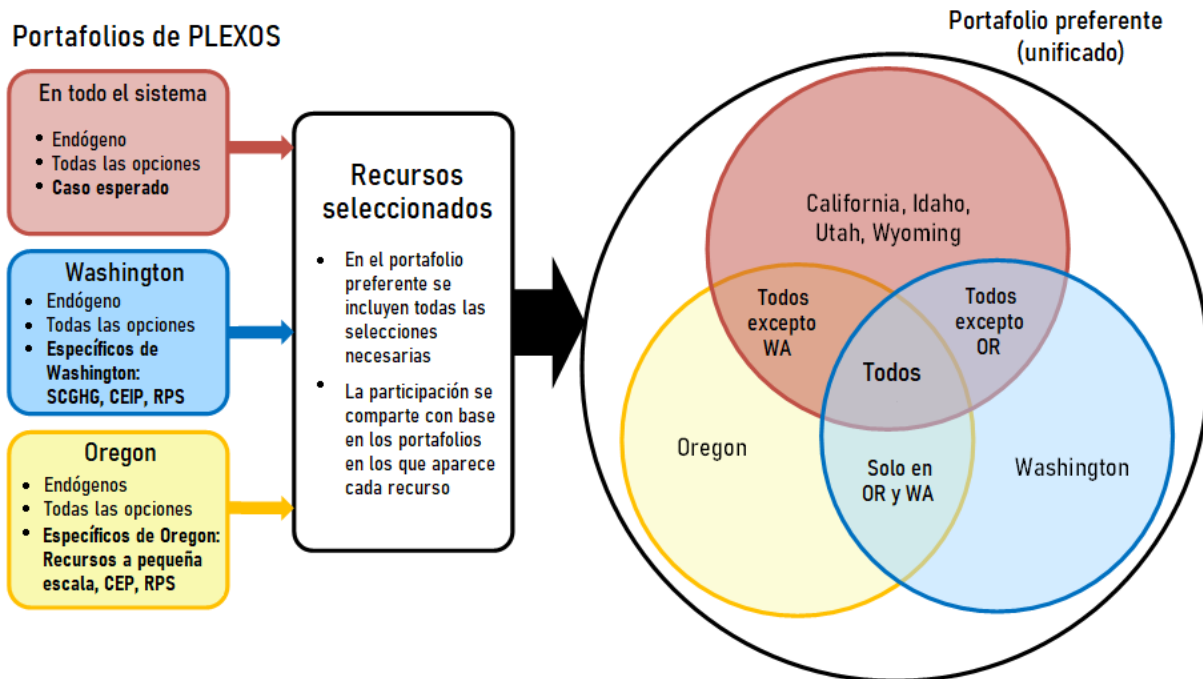 Portafolios de PLEXOS
En todo el sistema
• Endógeno
• Todas las opciones
• Caso esperado
Washington
• Endógeno
• Todas las opciones
• Específicos de
Washington:
SCGHG, CEIP, RPS
Oregon
• Endógenos
• Todas las opciones
• Específicos de Oregon:
Recursos a pequeña
escala, CEP, RPS
Recursos
seleccionados
• En el portafolio
preferente se
incluyen todas las
selecciones
necesarias
• La participación se
comparte con base
en los portafolios
en los que aparece
cada recurso
Portafolio preferente
(unificado)
California, Idaho,
Utah, Wyoming
Todos
excepto
WA
Todos
excepto
OR
Todos
Oregon
Solo en
OR y WA
Washington